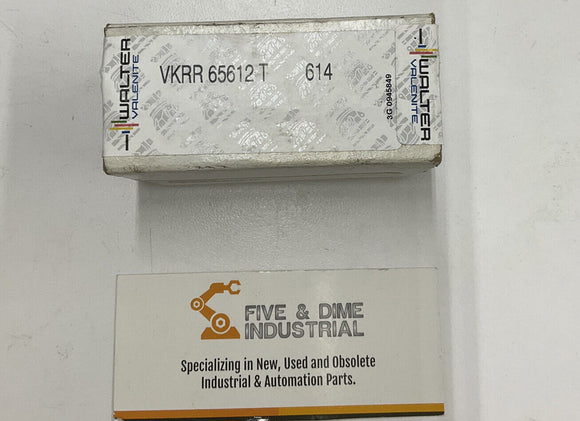 WALTER
VALENITE
VKRR 65612 T 614
3G 0945849
WALTER
VALENITE
FIVE & DIME
INDUSTRIAL
Specializing in New, Used and Obsolete
Industrial & Automation Parts.